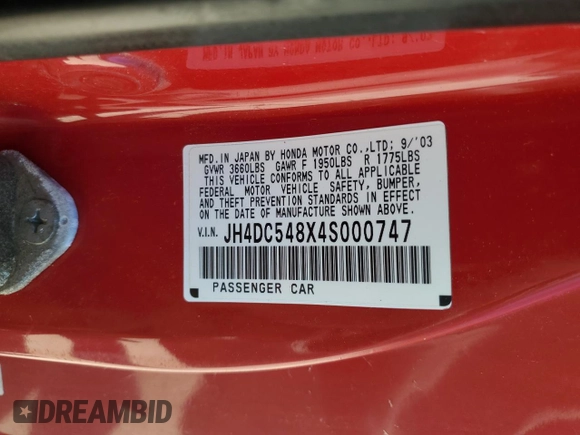 MFD.IN JAPAN BY HONDA MOTOR CO.,LTD; 9/'03
GVWR 3660LBS GAWR F 1950LBS R 1775LBS
THIS VEHICLE CONFORMS TO ALL APPLICABLE
FEDERAL MOTOR VEHICLE SAFETY, BUMPER,
AND THEFT PREVENTION STANDARDS IN EFFECT
ON THE DATE OF MANUFACTURE SHOWN ABOVE.
V.I.N. JH4DC548X4S000747
PASSENGER CAR
DREAMBID